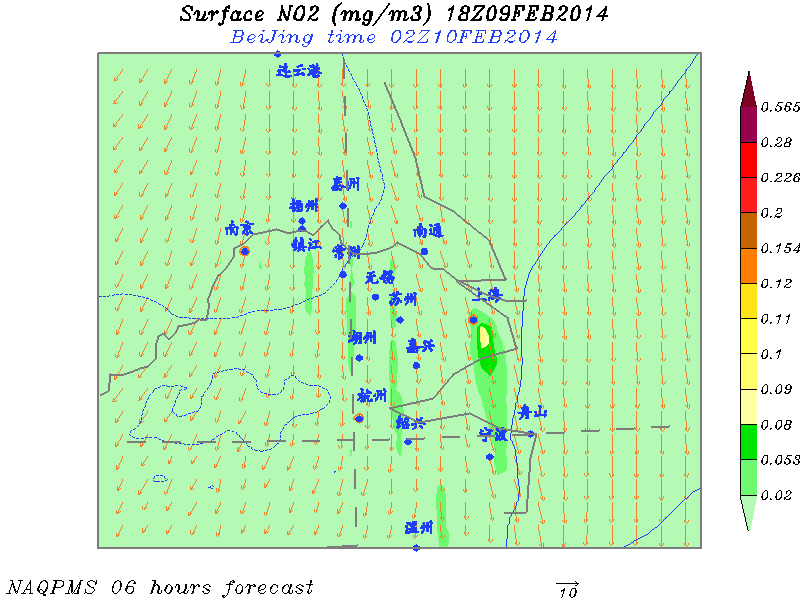 Surface NO2 (mg/m3) 18Z09FEB2014
BeiJing time 02Z10FEB2014
连云港
泰州
扬州
南京
镇江
常州
南通
无锡
苏州
上海
湖州
嘉兴
杭州
绍兴
舟山
宁波
温州
0.565
0.28
0.226
0.2
0.154
0.12
0.11
0.1
0.09
0.08
0.053
0.02
NAQPMS 06 hours forecast
10